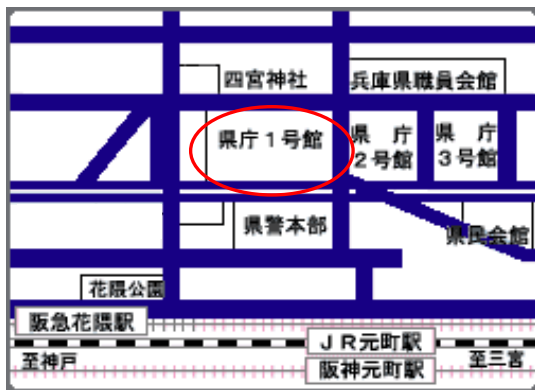 四宮神社
兵庫県職員会館
県庁１号館
県庁
２号館
県庁
３号館
県警本部
県民会館
花隈公園
阪急花隈駅
ＪＲ元町駅
至神戸
阪神元町駅
至三宮